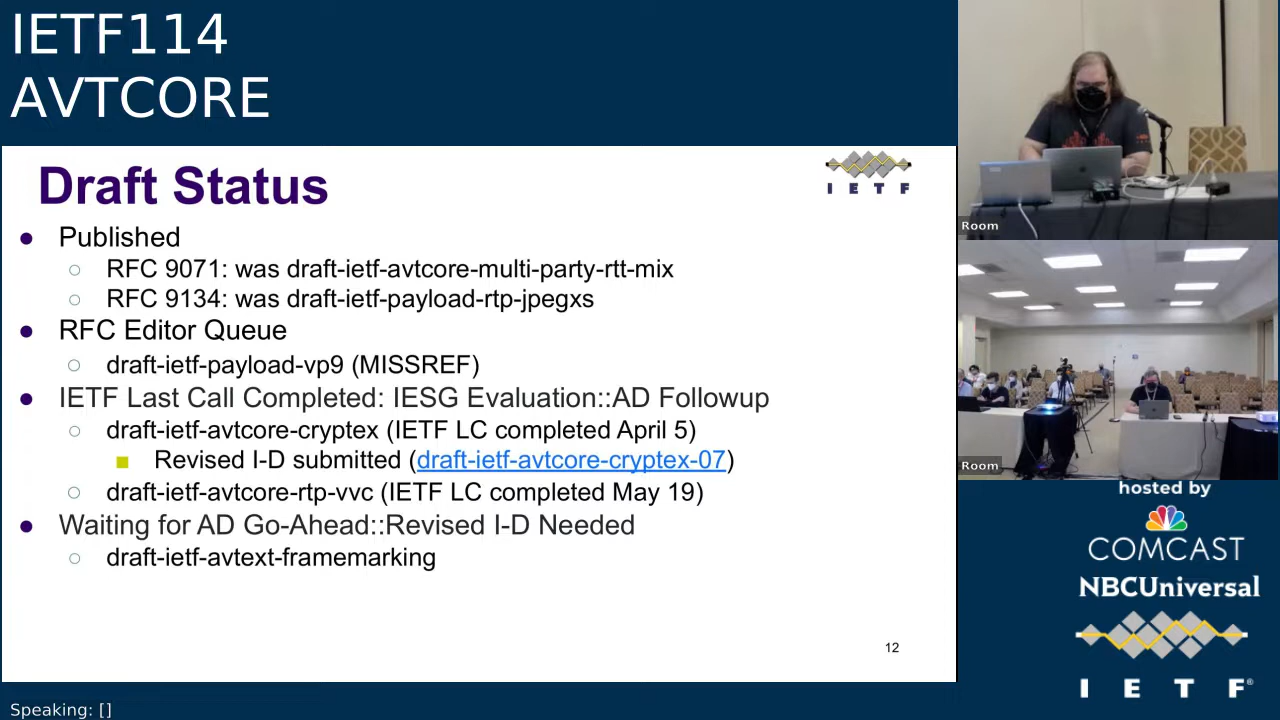 IETF114
AVTCORE
Draft Status
I E T F
● Published
○ RFC 9071: was draft-ietf-avtcore-multi-party-rtt-mix
○ RFC 9134: was draft-ietf-payload-rtp-jpegxs
● RFC Editor Queue
○ draft-ietf-payload-vp9 (MISSREF)
● IETF Last Call Completed: IESG Evaluation::AD Followup
○ draft-ietf-avtcore-cryptex (IETF LC completed April 5)
■ Revised I-D submitted (draft-ietf-avtcore-cryptex-07)
○ draft-ietf-avtcore-rtp-vvc (IETF LC completed May 19)
● Waiting for AD Go-Ahead::Revised I-D Needed
○ draft-ietf-avtext-framemarking
12
Speaking: []
Room
Room
hosted by
COMCAST
NBCUniversal
I E T F®